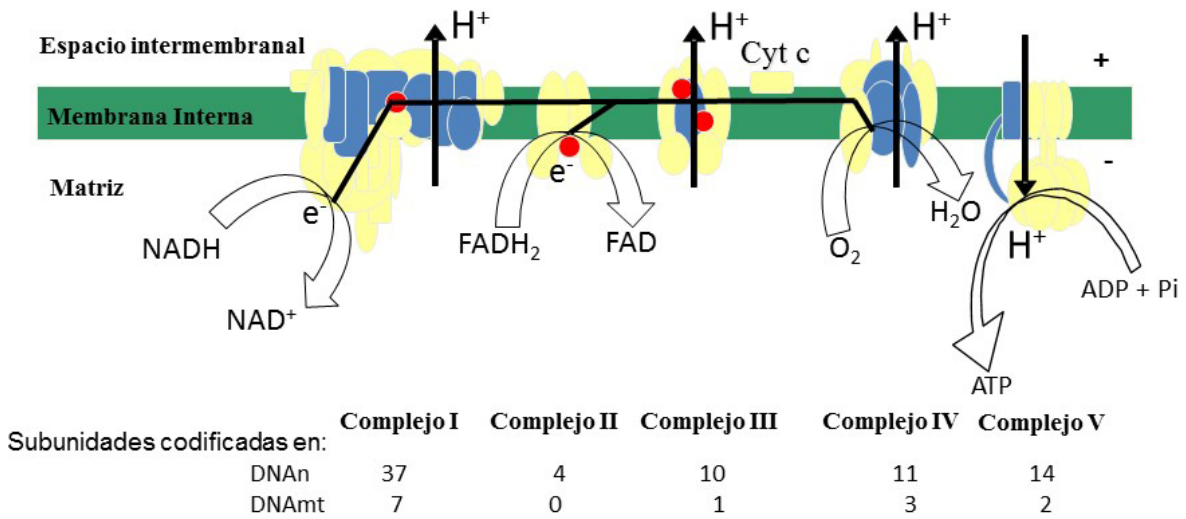 Espacio intermembranal
Membrana Interna
Matriz
H⁺
H⁺
Cyt c
H⁺
+
-
e⁻
NADH
NAD⁺
e⁻
FADH₂
FAD
O₂
H₂O
H⁺
ADP + Pi
ATP
Complejo I Complejo II Complejo III Complejo IV Complejo V
Subunidades codificadas en:
DNAn 37 4 10 11 14
DNAmt 7 0 1 3 2